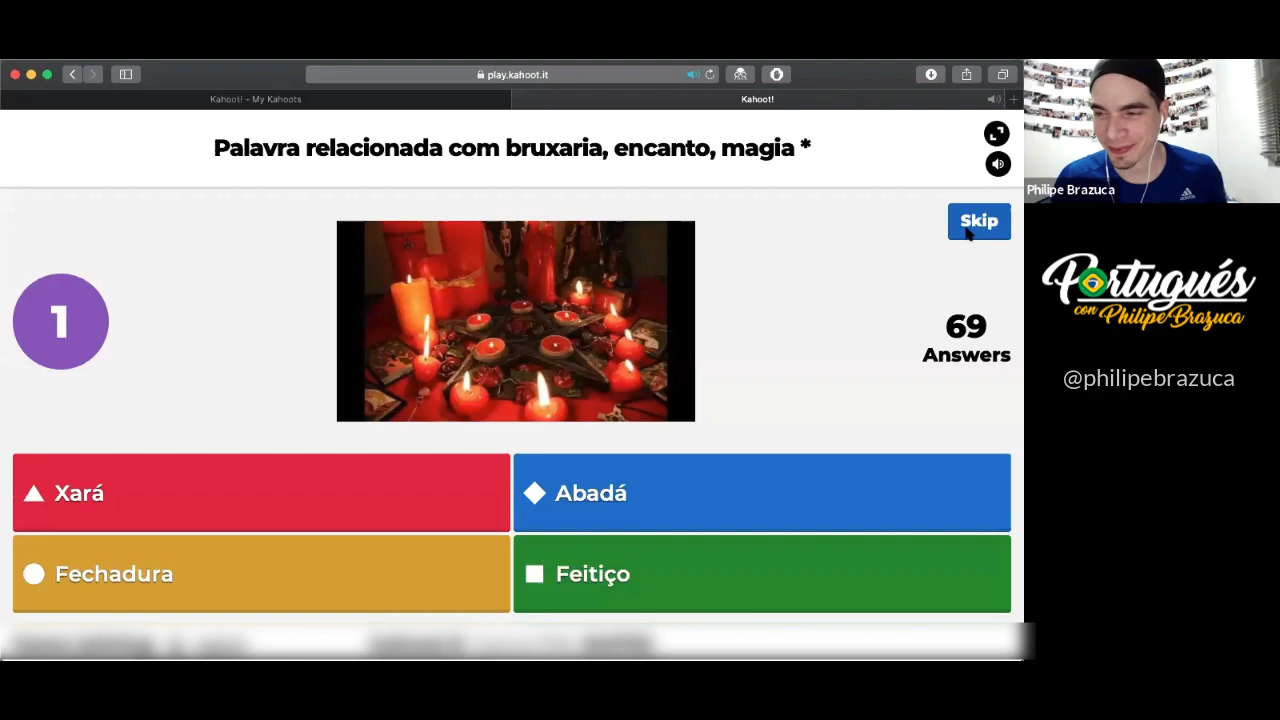 play.kahoot.it
Kahoot! - My Kahoots
Kahoot!
Palavra relacionada com bruxaria, encanto, magia *
Philipe Brazuca
Skip
1
69
Answers
Portugués
con Philipe Brazuca
@philipebrazuca
Xará
Abadá
Fechadura
Feitiço